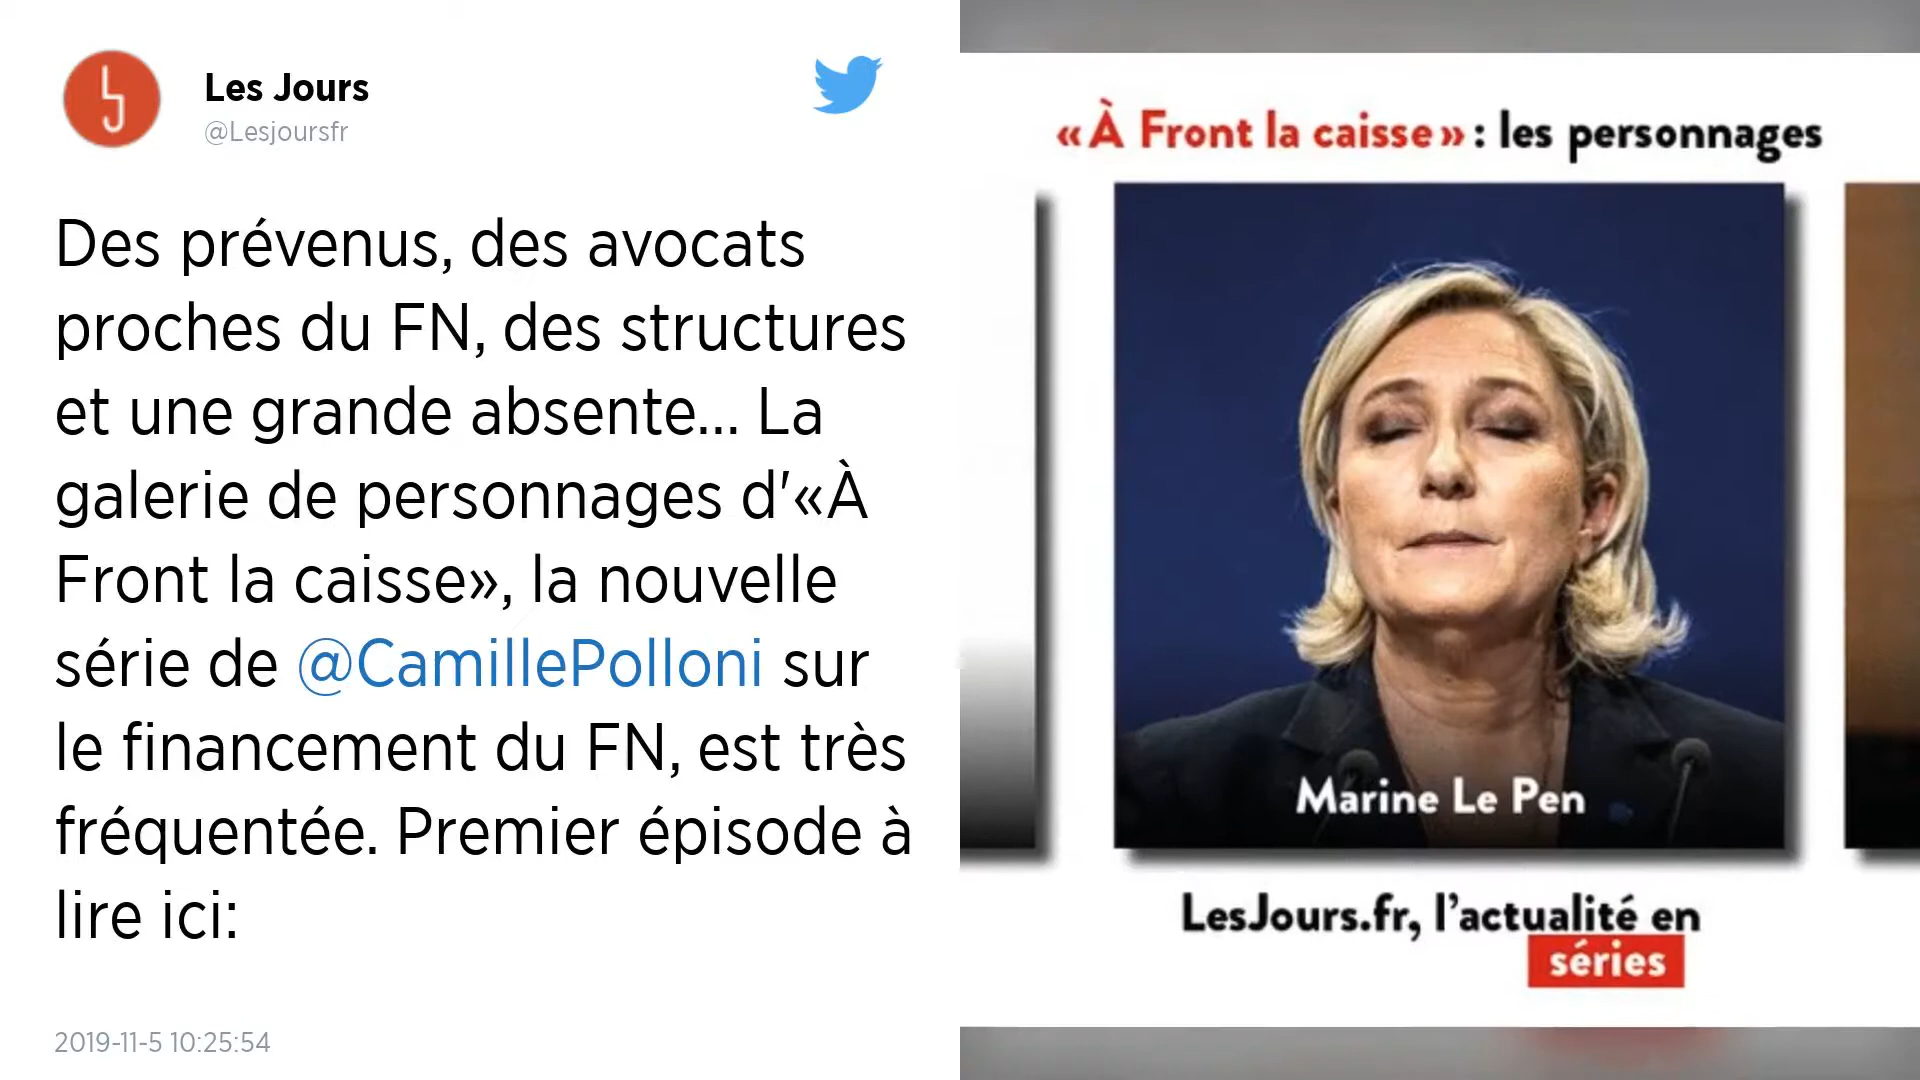 Les Jours
@Lesjoursfr
Des prévenus, des avocats
proches du FN, des structures
et une grande absente... La
galerie de personnages d'«À
Front la caisse», la nouvelle
série de @CamillePolloni sur
le financement du FN, est très
fréquentée. Premier épisode à
lire ici:
2019-11-5 10:25:54
«À Front la caisse» : les personnages
Marine Le Pen
LesJours.fr, l'actualité en
séries